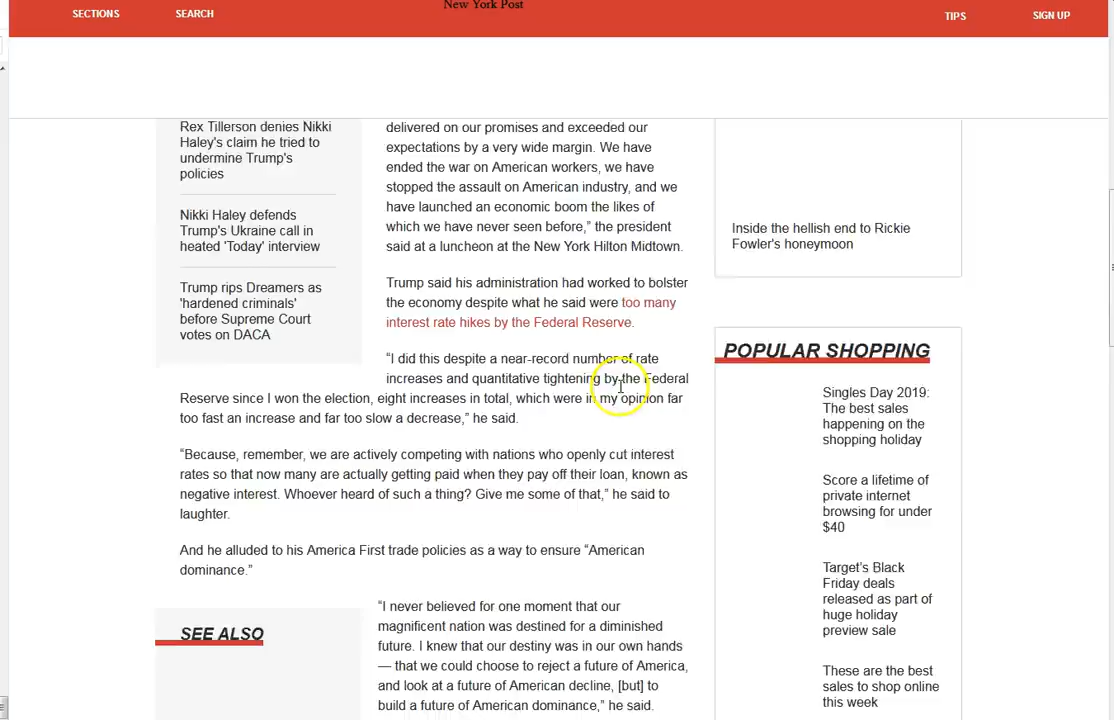 New York Post
SECTIONS
SEARCH
TIPS
SIGN UP
Rex Tillerson denies Nikki
Haley's claim he tried to
undermine Trump's
policies
Nikki Haley defends
Trump's Ukraine call in
heated 'Today' interview
Trump rips Dreamers as
'hardened criminals'
before Supreme Court
votes on DACA
delivered on our promises and exceeded our
expectations by a very wide margin. We have
ended the war on American workers, we have
stopped the assault on American industry, and we
have launched an economic boom the likes of
which we have never seen before,” the president
said at a luncheon at the New York Hilton Midtown.
Trump said his administration had worked to bolster
the economy despite what he said were too many
interest rate hikes by the Federal Reserve.
“I did this despite a near-record number of rate
increases and quantitative tightening by the Federal
Reserve since I won the election, eight increases in total, which were in my opinion far
too fast an increase and far too slow a decrease,” he said.
“Because, remember, we are actively competing with nations who openly cut interest
rates so that now many are actually getting paid when they pay off their loan, known as
negative interest. Whoever heard of such a thing? Give me some of that,” he said to
laughter.
And he alluded to his America First trade policies as a way to ensure “American
dominance.”
SEE ALSO
“I never believed for one moment that our
magnificent nation was destined for a diminished
future. I knew that our destiny was in our own hands
— that we could choose to reject a future of America,
and look at a future of American decline, [but] to
build a future of American dominance,” he said.
Inside the hellish end to Rickie
Fowler's honeymoon
POPULAR SHOPPING
Singles Day 2019:
The best sales
happening on the
shopping holiday
Score a lifetime of
private internet
browsing for under
$40
Target’s Black
Friday deals
released as part of
huge holiday
preview sale
These are the best
sales to shop online
this week